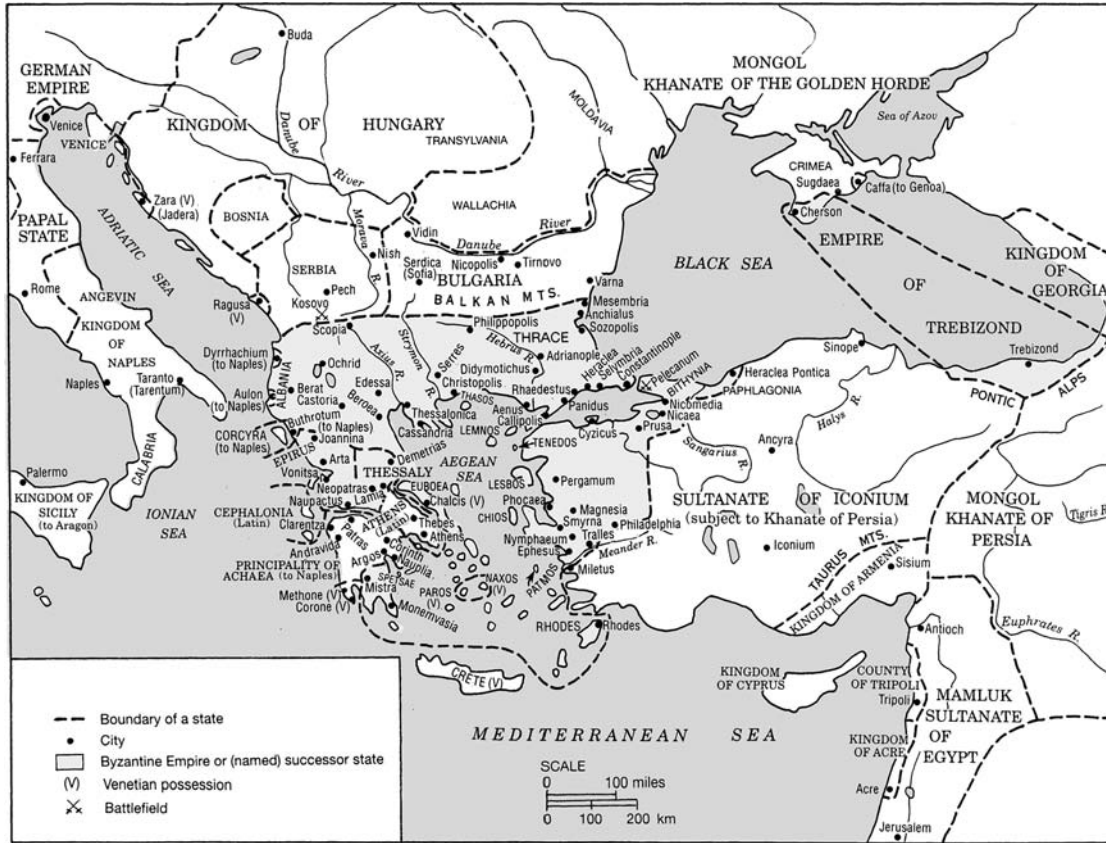 Buda
GERMAN
EMPIRE
Venice
VENICE
Ferrara
KINGDOM
OF
HUNGARY
TRANSYLVANIA
MOLDAVIA
MONGOL
KHANATE OF THE GOLDEN HORDE
Sea of Azov
CRIMEA
Sugdaea
Caffa (to Genoa)
Cherson
Danube
River
Zara (V)
(Jadera)
BOSNIA
WALLACHIA
PAPAL
STATE
ADRIATIC
SEA
Morava
R.
Vidin
Danube
River
EMPIRE
OF
TREBIZOND
KINGDOM
OF
GEORGIA
Nish
Serdica
(Sofia)
Nicopolis
Tirnovo
BLACK SEA
SERBIA
Pech
Kosovo
BULGARIA
BALKAN MTS.
Varna
Mesembria
Anchialus
Sozopolis
Rome
ANGEVIN
KINGDOM
OF
NAPLES
Ragusa
(V)
Scopia
Philippopolis
THRACE
Sinope
Trebizond
Dyrrhachium
(to Naples)
Ochrid
Axius
R.
Strymon
R.
Serres
Hebrus R.
Adrianople
Didymotichus
Heraclea
Selymbria
Constantinople
Pelecanum
BITHYNIA
Heraclea Pontica
PAPHLAGONIA
PONTIC
ALPS
Naples
Taranto
(Tarentum)
Aulon
(to Naples)
ALBANIA
Berat
Castoria
Edessa
Beroea
Christopolis
THASOS
Rhaedestus
Panidus
Nicomedia
Nicaea
Halys
R.
Buthrotum
(to Naples)
Thessalonica
Cassandria
Aenus
Callipolis
LEMNOS
Cyzicus
Prusa
Ancyra
CORCYRA
(to Naples)
Joannina
EPIRUS
Demetrias
TENEDOS
Sangarius
R.
CALABRIA
Arta
Vonitsa
THESSALY
AEGEAN
SEA
Palermo
Neopatras
EUBOEA
LESBOS
Pergamum
KINGDOM OF
SICILY
(to Aragon)
IONIAN
SEA
Naupactus
Lamia
Chalcis (V)
Phocaea
SULTANATE OF ICONIUM
(subject to Khanate of Persia)
MONGOL
KHANATE OF
PERSIA
Tigris R.
CEPHALONIA
(Latin)
ATHENS
(Latin)
CHIOS
Magnesia
Smyrna
Philadelphia
Clarentza
Patras
Thebes
Athens
Nymphaeum
Tralles
Ephesus
Meander R.
Iconium
Andravida
Corinth
Argos
Nauplia
Miletus
TAURUS MTS.
KINGDOM OF ARMENIA
Sisium
PRINCIPALITY OF
ACHAEA (to Naples)
SPETSAE
Mistra
PAROS
(V)
NAXOS
(V)
PATMOS
Methone (V)
Corone (V)
Monemvasia
RHODES
Rhodes
Euphrates R.
Antioch
CRETE (V)
KINGDOM
OF CYPRUS
COUNTY
OF TRIPOLI
Tripoli
MAMLUK
SULTANATE
OF
EGYPT
KINGDOM
OF ACRE
MEDITERRANEAN SEA
Acre
Jerusalem
Boundary of a state
City
Byzantine Empire or (named) successor state
(V) Venetian possession
Battlefield
SCALE
0 100 miles
0 100 200 km